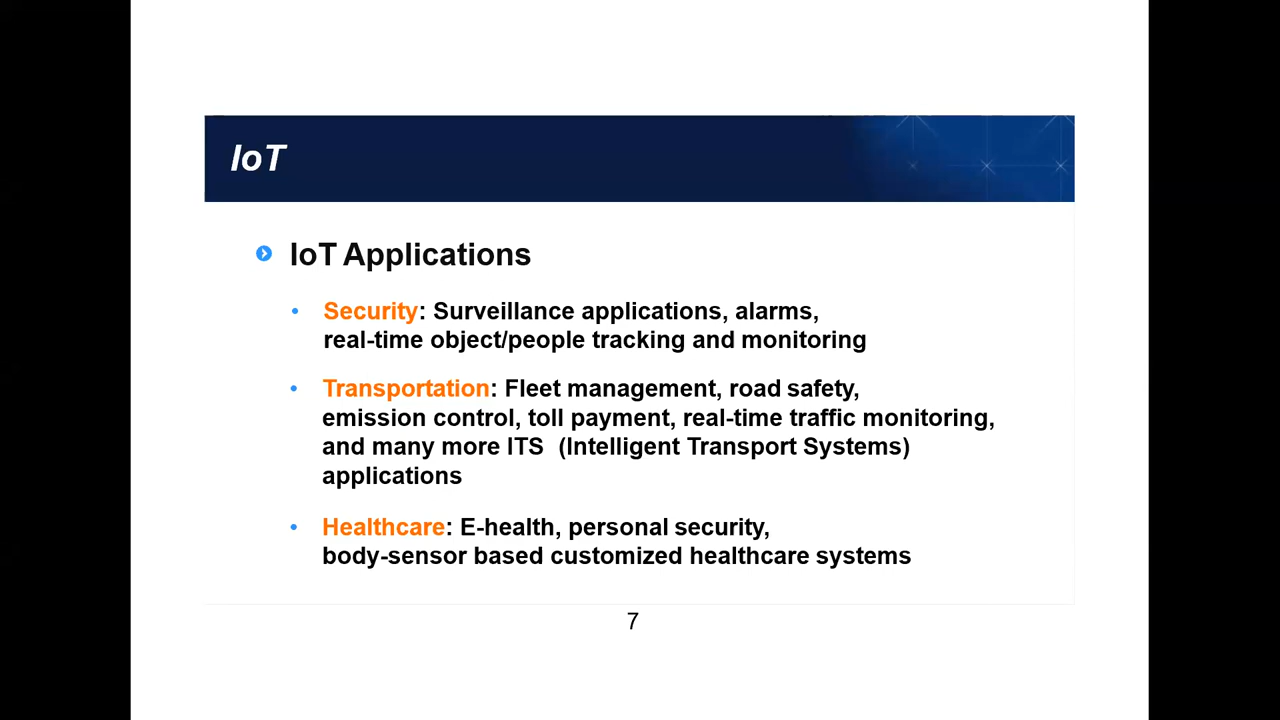 IoT
IoT Applications
• Security: Surveillance applications, alarms,
real-time object/people tracking and monitoring
• Transportation: Fleet management, road safety,
emission control, toll payment, real-time traffic monitoring,
and many more ITS (Intelligent Transport Systems)
applications
• Healthcare: E-health, personal security,
body-sensor based customized healthcare systems
7